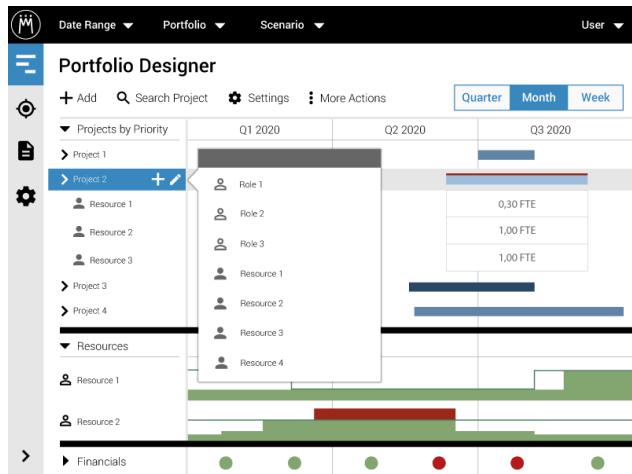 Date Range Portfolio Scenario User
Portfolio Designer
Add Search Project Settings More Actions Quarter Month Week
Projects by Priority Q1 2020 Q2 2020 Q3 2020
Project 1
Project 2
Role 1
Role 2
Role 3
Resource 1
Resource 2
Resource 3
Resource 4
Resource 1 0,30 FTE
Resource 2 1,00 FTE
Resource 3 1,00 FTE
Project 3
Project 4
Resources
Resource 1
Resource 2
Financials